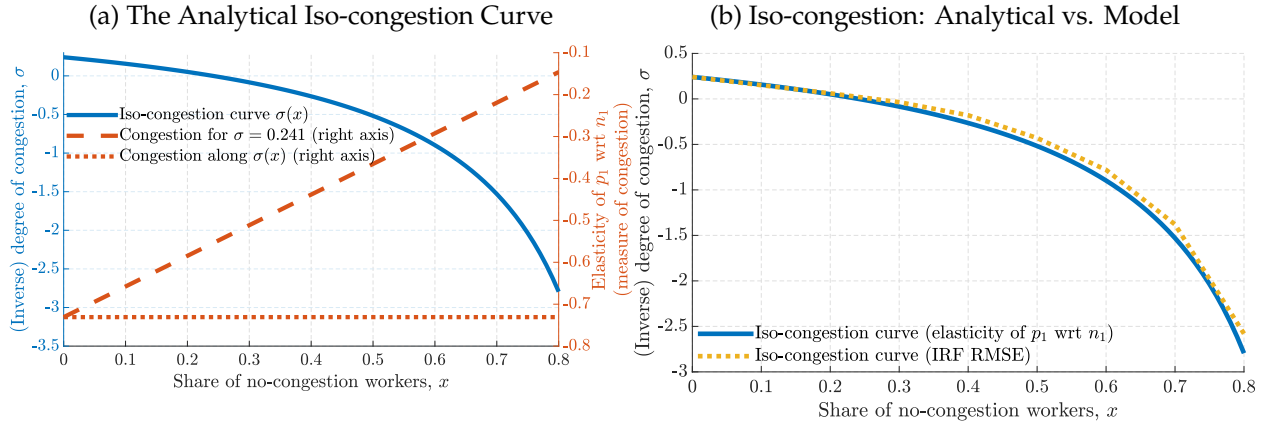 (a) The Analytical Iso-congestion Curve
(Inverse) degree of congestion, σ
0
-0.5
-1
-1.5
-2
-2.5
-3
-3.5
Iso-congestion curve σ(x)
Congestion for σ = 0.241 (right axis)
Congestion along σ(x) (right axis)
-0.1
-0.2
-0.3
-0.4
-0.5
-0.6
-0.7
-0.8
Elasticity of p₁ wrt n₁
(measure of congestion)
0 0.1 0.2 0.3 0.4 0.5 0.6 0.7 0.8
Share of no-congestion workers, x
(b) Iso-congestion: Analytical vs. Model
(Inverse) degree of congestion, σ
0.5
0
-0.5
-1
-1.5
-2
-2.5
-3
Iso-congestion curve (elasticity of p₁ wrt n₁)
Iso-congestion curve (IRF RMSE)
0 0.1 0.2 0.3 0.4 0.5 0.6 0.7 0.8
Share of no-congestion workers, x